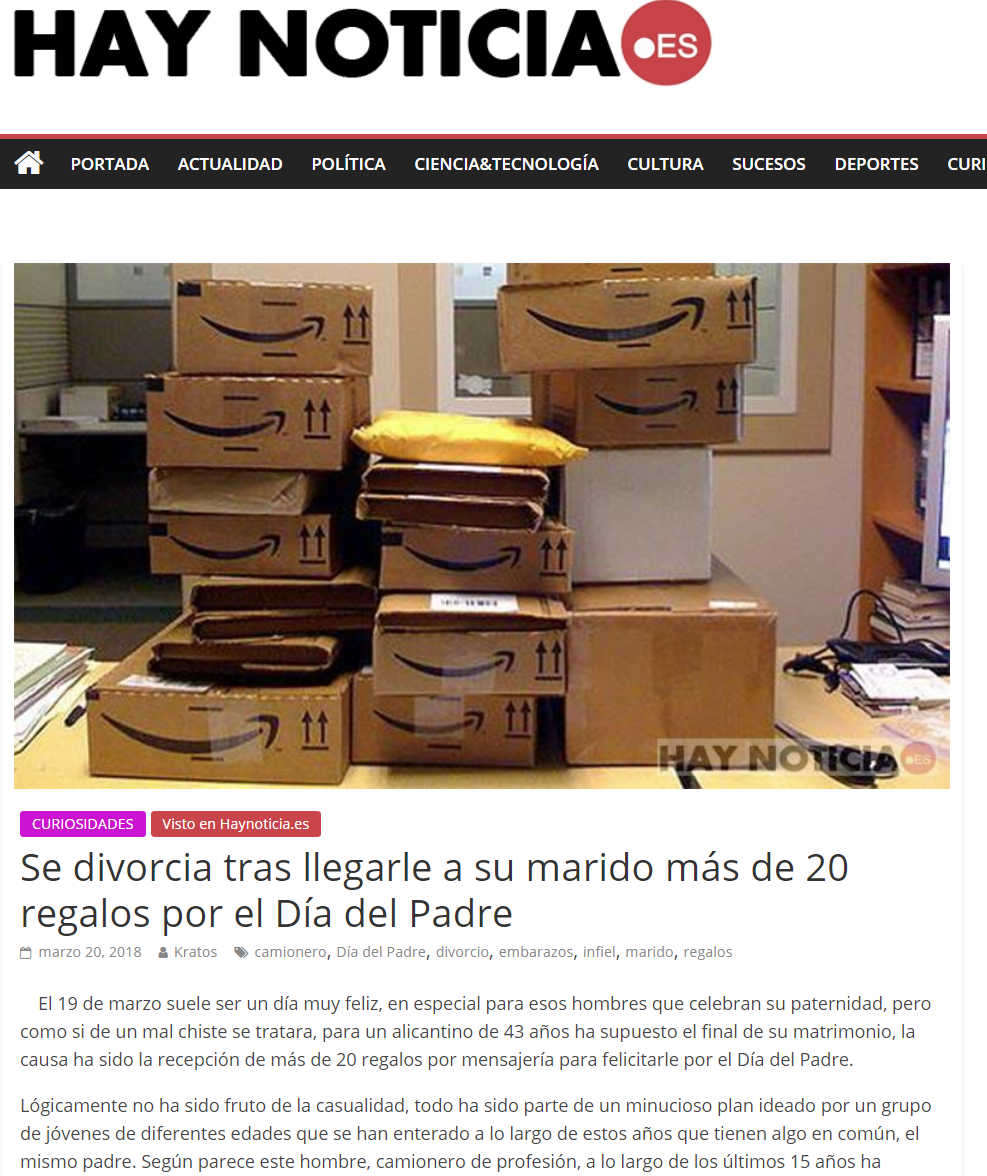 HAY NOTICIA .ES
PORTADA ACTUALIDAD POLÍTICA CIENCIA&TECNOLOGÍA CULTURA SUCESOS DEPORTES CURI
HAY NOTICIA .ES
CURIOSIDADES Visto en Haynoticia.es
Se divorcia tras llegarle a su marido más de 20
regalos por el Día del Padre
marzo 20, 2018 Kratos camionero, Día del Padre, divorcio, embarazos, infiel, marido, regalos
El 19 de marzo suele ser un día muy feliz, en especial para esos hombres que celebran su paternidad, pero
como si de un mal chiste se tratara, para un alicantino de 43 años ha supuesto el final de su matrimonio, la
causa ha sido la recepción de más de 20 regalos por mensajería para felicitarle por el Día del Padre.
Lógicamente no ha sido fruto de la casualidad, todo ha sido parte de un minucioso plan ideado por un grupo
de jóvenes de diferentes edades que se han enterado a lo largo de estos años que tienen algo en común, el
mismo padre. Según parece este hombre, camionero de profesión, a lo largo de los últimos 15 años ha